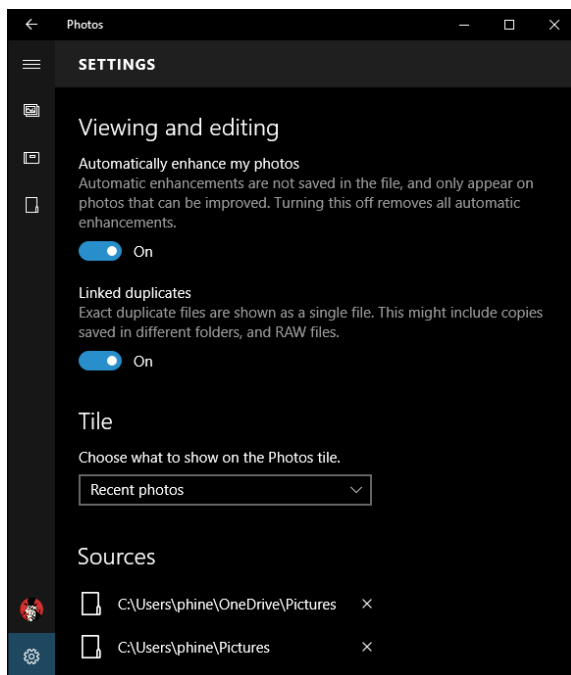 Photos
SETTINGS
Viewing and editing
Automatically enhance my photos
Automatic enhancements are not saved in the file, and only appear on
photos that can be improved. Turning this off removes all automatic
enhancements.
On
Linked duplicates
Exact duplicate files are shown as a single file. This might include copies
saved in different folders, and RAW files.
On
Tile
Choose what to show on the Photos tile.
Recent photos
Sources
C:\Users\phine\OneDrive\Pictures
C:\Users\phine\Pictures